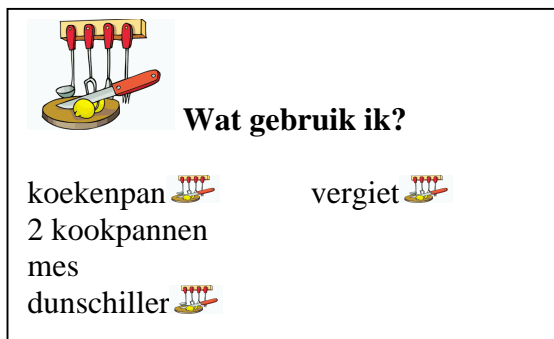 Wat gebruik ik?
koekenpan vergiet
2 kookpannen
mes
dunschiller